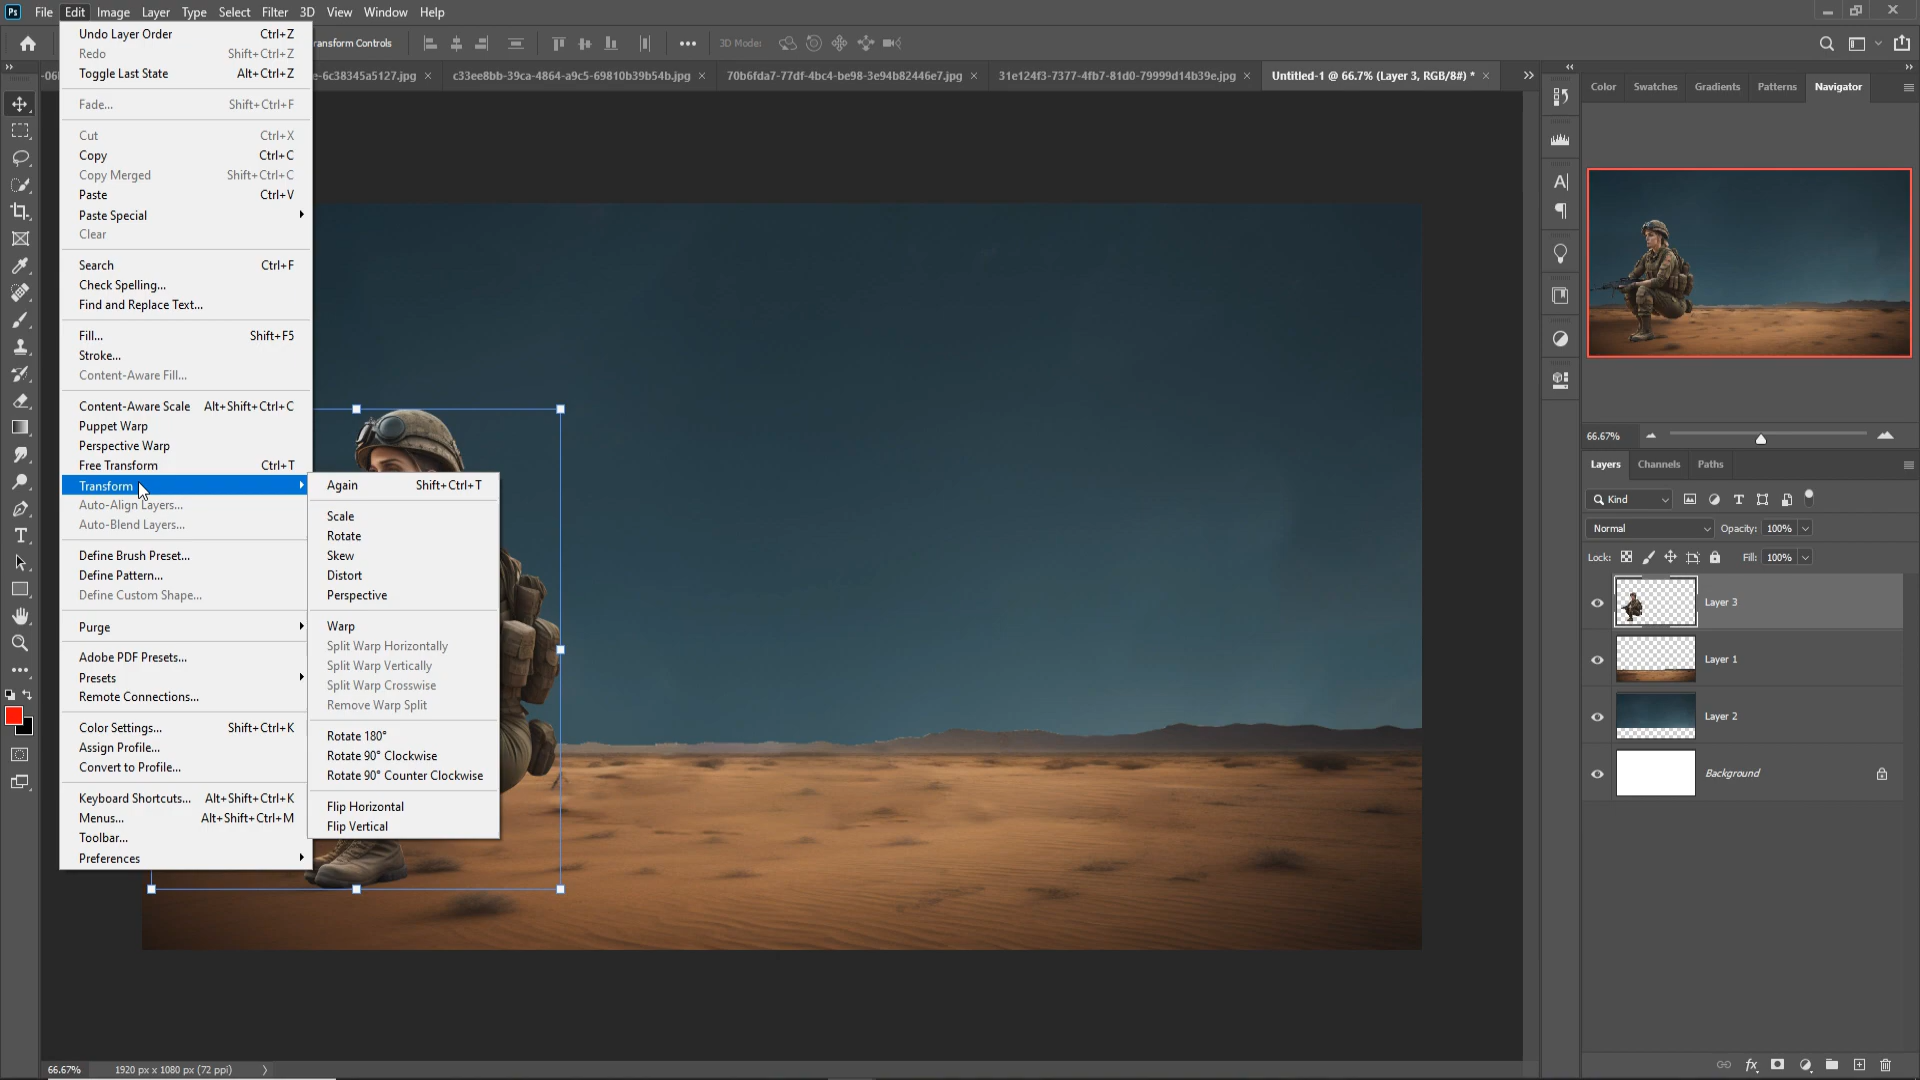 Ps File Edit Image Layer Type Select Filter 3D View Window Help
ransform Controls 3D Mode:
e-6c38345a5127.jpg × c33ee8bb-39ca-4864-a9c5-69810b39b54b.jpg × 70b6fda7-77df-4bc4-be98-3e94b82446e7.jpg × 31e124f3-7377-4fb7-81d0-79999d14b39e.jpg × Untitled-1 @ 66.7% (Layer 3, RGB/8#) * ×
Undo Layer Order Ctrl+Z
Redo Shift+Ctrl+Z
Toggle Last State Alt+Ctrl+Z
Fade... Shift+Ctrl+F
Cut Ctrl+X
Copy Ctrl+C
Copy Merged Shift+Ctrl+C
Paste Ctrl+V
Paste Special
Clear
Search Ctrl+F
Check Spelling...
Find and Replace Text...
Fill... Shift+F5
Stroke...
Content-Aware Fill...
Content-Aware Scale Alt+Shift+Ctrl+C
Puppet Warp
Perspective Warp
Free Transform Ctrl+T
Transform
Auto-Align Layers...
Auto-Blend Layers...
Define Brush Preset...
Define Pattern...
Define Custom Shape...
Purge
Adobe PDF Presets...
Presets
Remote Connections...
Color Settings... Shift+Ctrl+K
Assign Profile...
Convert to Profile...
Keyboard Shortcuts... Alt+Shift+Ctrl+K
Menus... Alt+Shift+Ctrl+M
Toolbar...
Preferences
Again Shift+Ctrl+T
Scale
Rotate
Skew
Distort
Perspective
Warp
Split Warp Horizontally
Split Warp Vertically
Split Warp Crosswise
Remove Warp Split
Rotate 180°
Rotate 90° Clockwise
Rotate 90° Counter Clockwise
Flip Horizontal
Flip Vertical
Color Swatches Gradients Patterns Navigator
66.67%
Layers Channels Paths
Kind
Normal Opacity: 100%
Lock: Fill: 100%
Layer 3
Layer 1
Layer 2
Background
66.67% 1920 px x 1080 px (72 ppi)